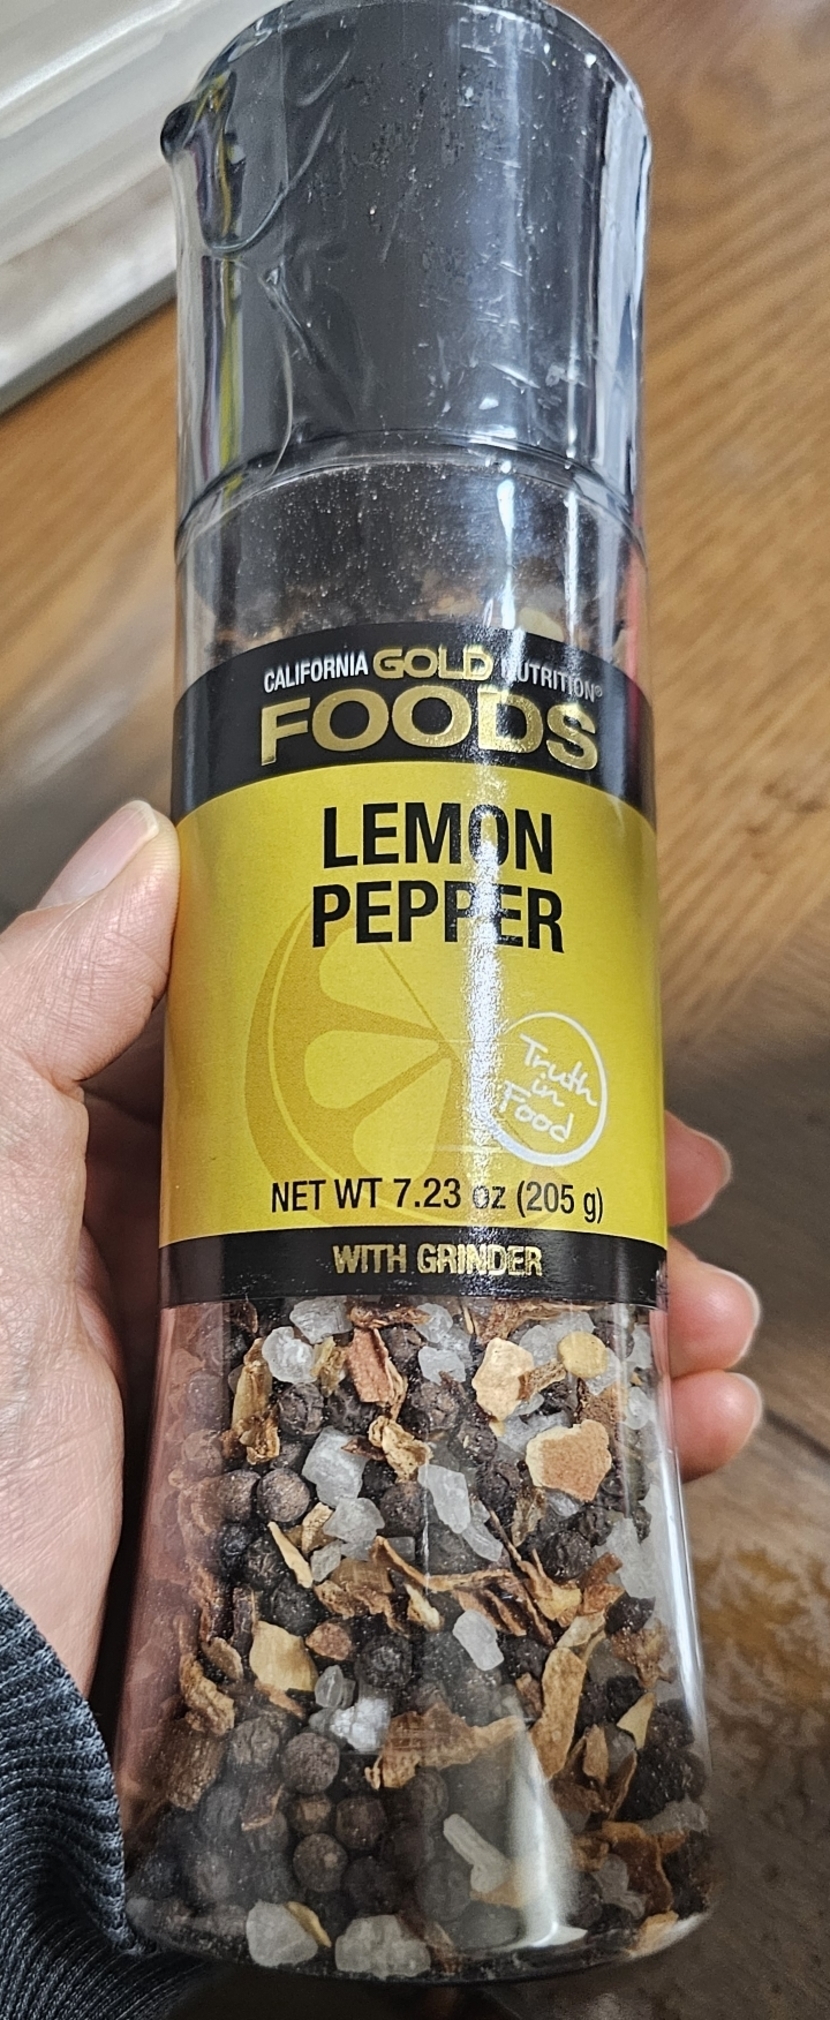 CALIFORNIA GOLD NUTRITION®
FOODS
LEMON
PEPPER
Truth
in
Food
NET WT 7.23 oz (205 g)
WITH GRINDER